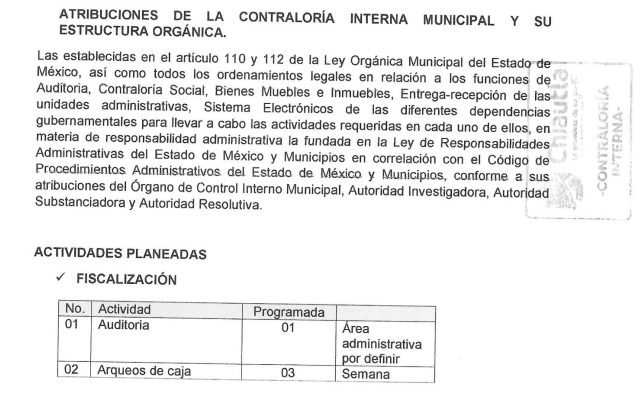 ATRIBUCIONES DE LA CONTRALORÍA INTERNA MUNICIPAL Y SU
ESTRUCTURA ORGÁNICA.
Las establecidas en el artículo 110 y 112 de la Ley Orgánica Municipal del Estado de
México, así como todos los ordenamientos legales en relación a los funciones de
Auditoría, Contraloría Social, Bienes Muebles e Inmuebles, Entrega-recepción de las
unidades administrativas, Sistema Electrónicos de las diferentes dependencias
gubernamentales para llevar a cabo las actividades requeridas en cada uno de ellos, en
materia de responsabilidad administrativa la fundada en la Ley de Responsabilidades
Administrativas del Estado de México y Municipios en correlación con el Código de
Procedimientos Administrativos del Estado de México y Municipios, conforme a sus
atribuciones del Órgano de Control Interno Municipal, Autoridad Investigadora, Autoridad
Substanciadora y Autoridad Resolutiva.
Chiautla
-CONTRALORÍA
INTERNA-
ACTIVIDADES PLANEADAS
✓ FISCALIZACIÓN
No. Actividad Programada
01 Auditoria 01 Área
administrativa
por definir
02 Arqueos de caja 03 Semana